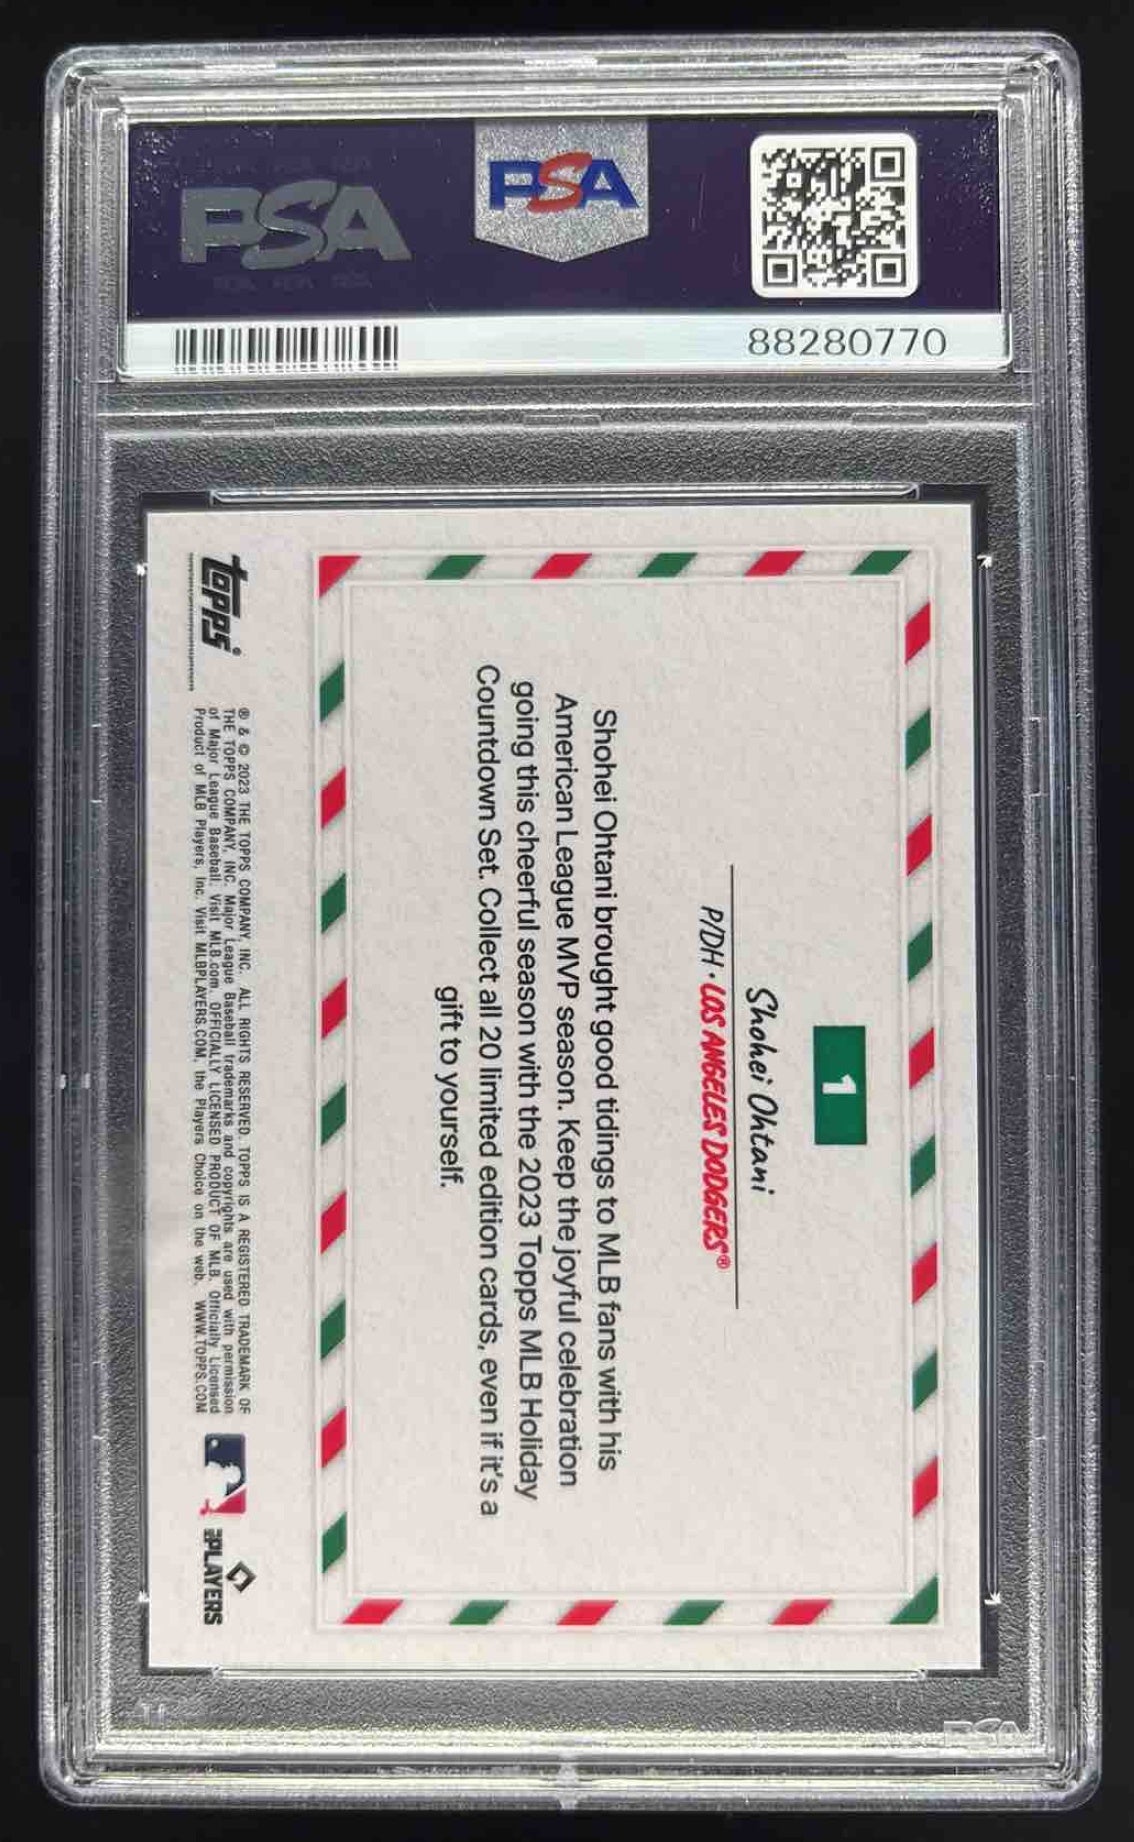 PSA
PSA
88280770
1
Shohei Ohtani
P/DH • LOS ANGELES DODGERS®
Shohei Ohtani brought good tidings to MLB fans with his
American League MVP season. Keep the joyful celebration
going this cheerful season with the 2023 Topps MLB Holiday
Countdown Set. Collect all 20 limited edition cards, even if it's a
gift to yourself.
topps®
® & © 2023 THE TOPPS COMPANY, INC. ALL RIGHTS RESERVED. TOPPS IS A REGISTERED TRADEMARK OF
THE TOPPS COMPANY, INC. Major League Baseball trademarks and copyrights are used with permission
of Major League Baseball. Visit MLB.com. OFFICIALLY LICENSED PRODUCT OF MLB. Officially Licensed
Product of MLB Players, Inc. Visit MLBPLAYERS.COM, the Players Choice on the web. WWW.TOPPS.COM
PLAYERS
PSA